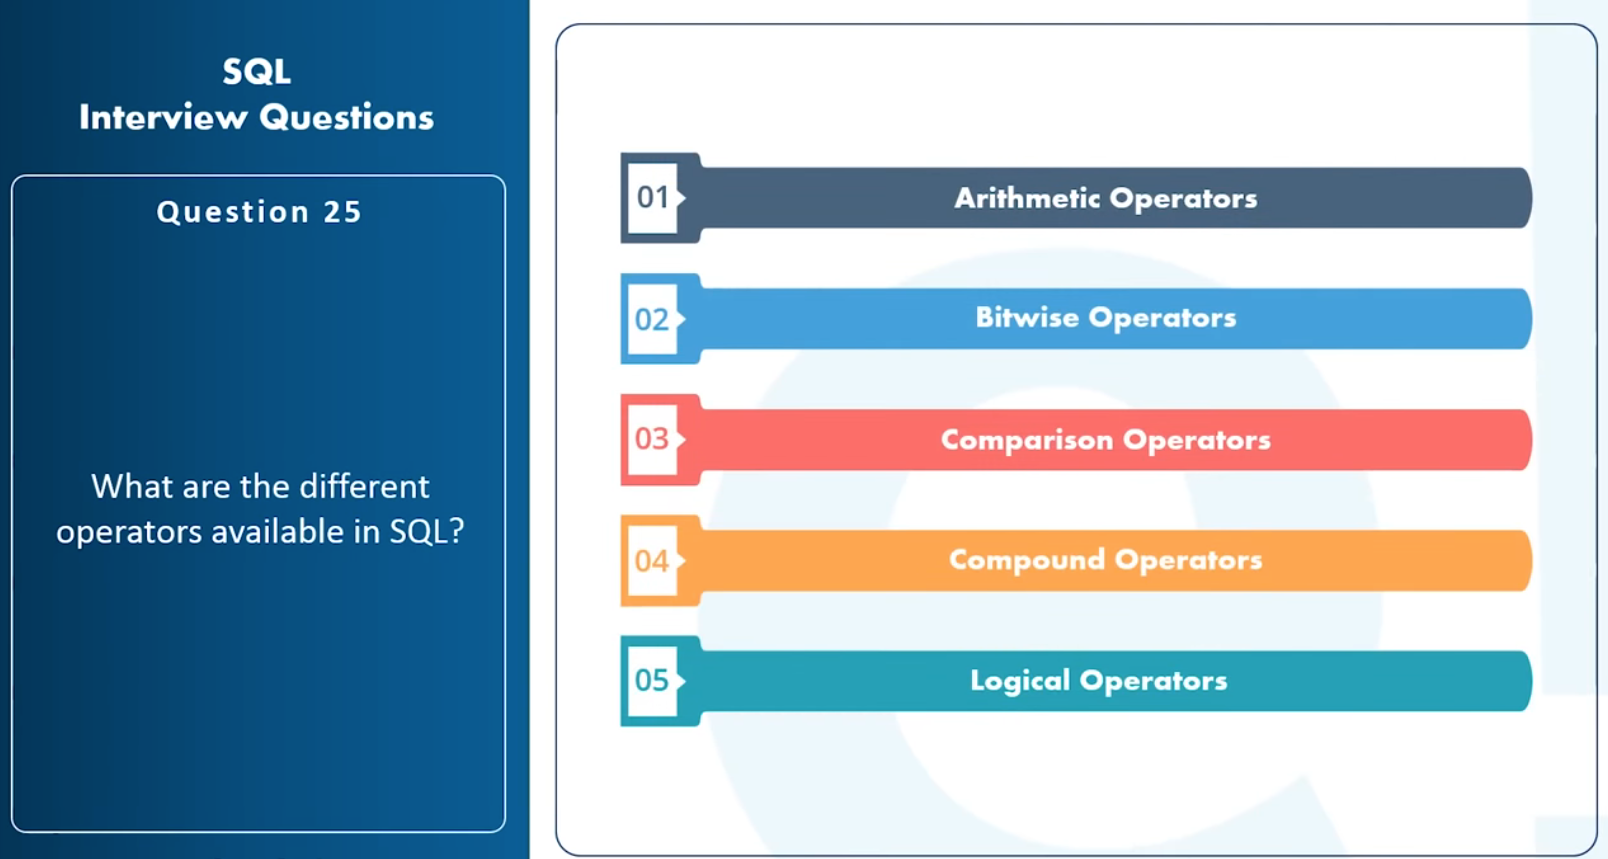 SQL
Interview Questions
Question 25
What are the different
operators available in SQL?
01
Arithmetic Operators
02
Bitwise Operators
03
Comparison Operators
04
Compound Operators
05
Logical Operators